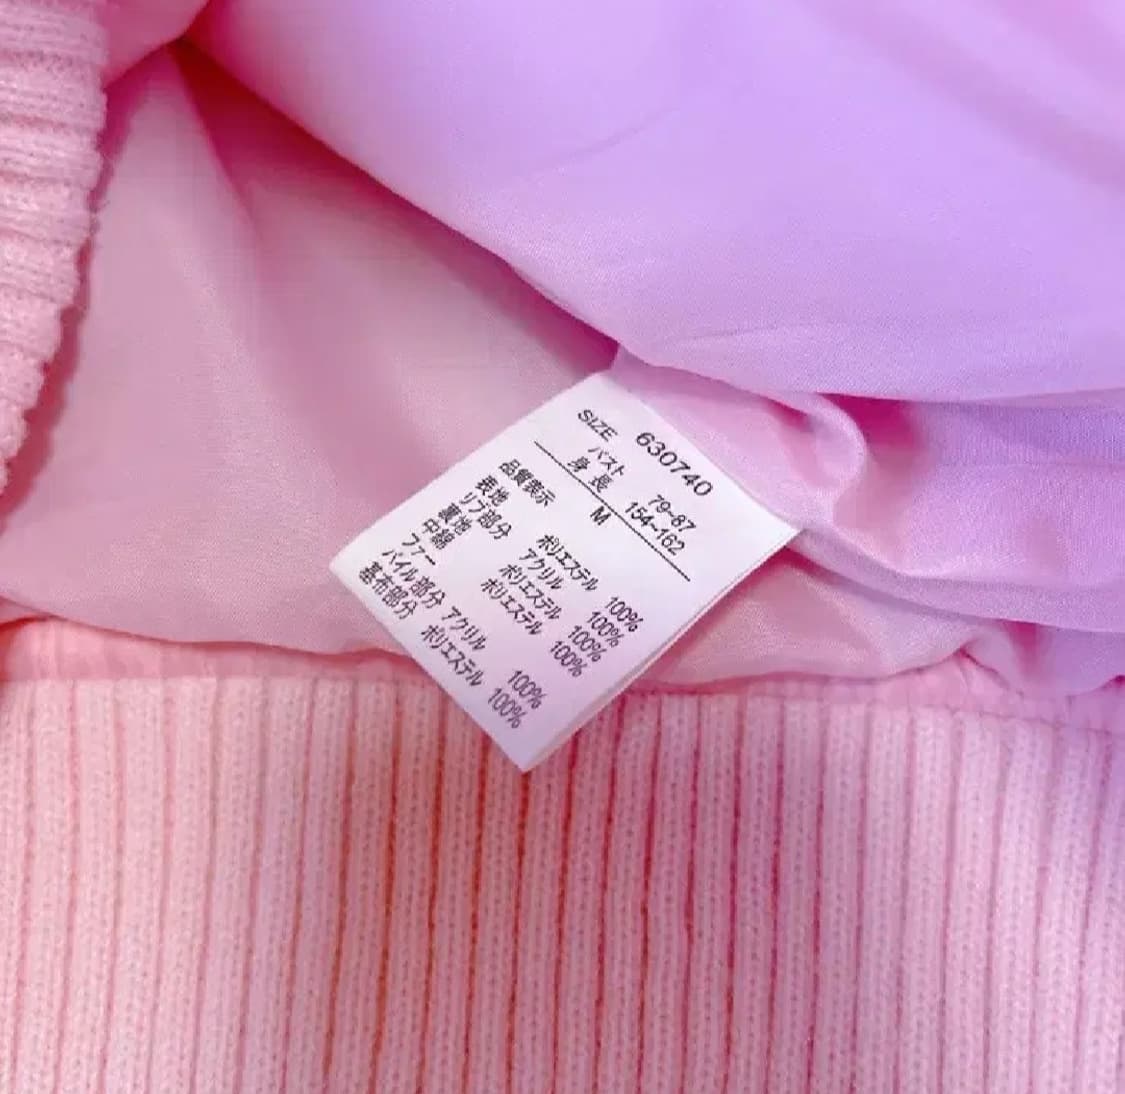 630740
SIZE
バスト 79~87
身長 154~162
M
品質表示
表地 ポリエステル 100%
リブ部分 アクリル 100%
裏地 ポリエステル 100%
中綿 ポリエステル 100%
ファー
パイル部分 アクリル 100%
基布部分 ポリエステル 100%